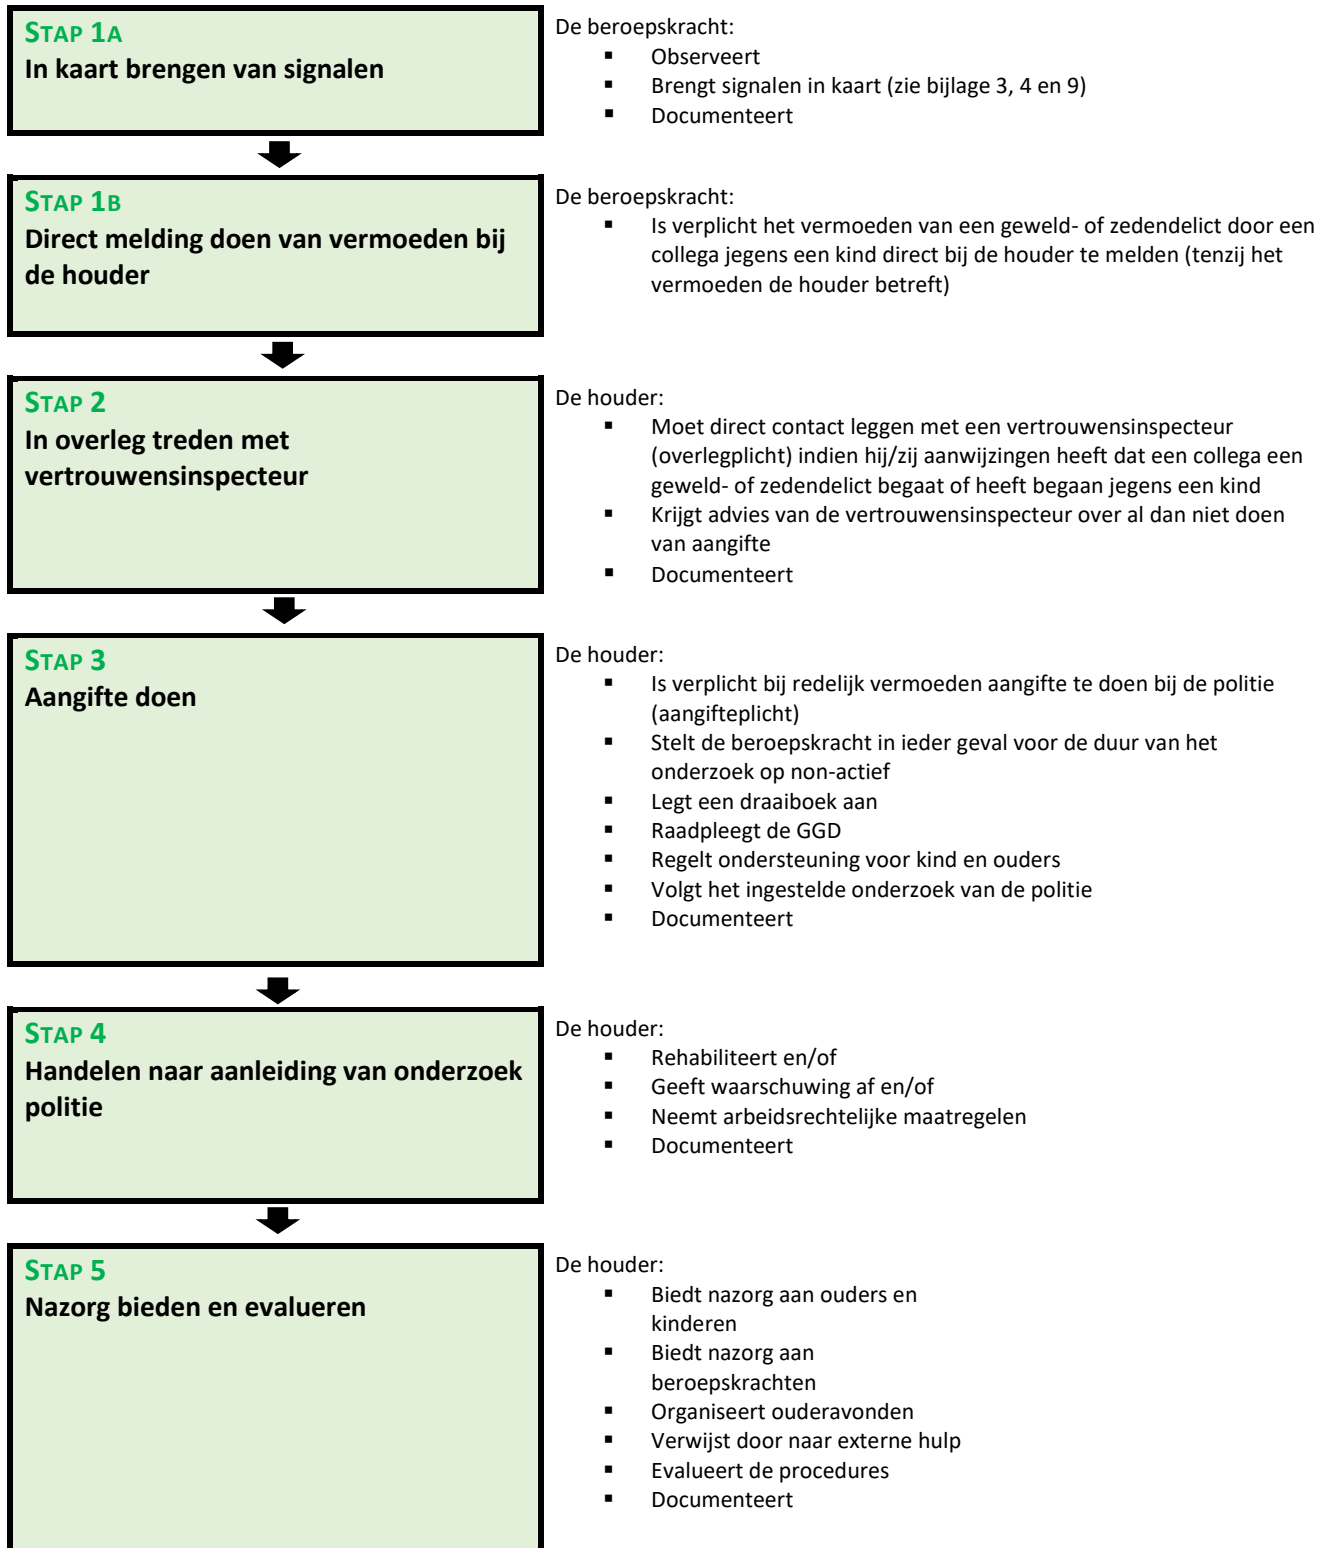 STAP 1A
In kaart brengen van signalen
De beroepskracht:
▪ Observeert
▪ Brengt signalen in kaart (zie bijlage 3, 4 en 9)
▪ Documenteert
STAP 1B
Direct melding doen van vermoeden bij
de houder
De beroepskracht:
▪ Is verplicht het vermoeden van een geweld- of zedendelict door een
collega jegens een kind direct bij de houder te melden (tenzij het
vermoeden de houder betreft)
STAP 2
In overleg treden met
vertrouwensinspecteur
De houder:
▪ Moet direct contact leggen met een vertrouwensinspecteur
(overlegplicht) indien hij/zij aanwijzingen heeft dat een collega een
geweld- of zedendelict begaat of heeft begaan jegens een kind
▪ Krijgt advies van de vertrouwensinspecteur over al dan niet doen
van aangifte
▪ Documenteert
STAP 3
Aangifte doen
De houder:
▪ Is verplicht bij redelijk vermoeden aangifte te doen bij de politie
(aangifteplicht)
▪ Stelt de beroepskracht in ieder geval voor de duur van het
onderzoek op non-actief
▪ Legt een draaiboek aan
▪ Raadpleegt de GGD
▪ Regelt ondersteuning voor kind en ouders
▪ Volgt het ingestelde onderzoek van de politie
▪ Documenteert
STAP 4
Handelen naar aanleiding van onderzoek
politie
De houder:
▪ Rehabiliteert en/of
▪ Geeft waarschuwing af en/of
▪ Neemt arbeidsrechtelijke maatregelen
▪ Documenteert
STAP 5
Nazorg bieden en evalueren
De houder:
▪ Biedt nazorg aan ouders en
kinderen
▪ Biedt nazorg aan
beroepskrachten
▪ Organiseert ouderavonden
▪ Verwijst door naar externe hulp
▪ Evalueert de procedures
▪ Documenteert